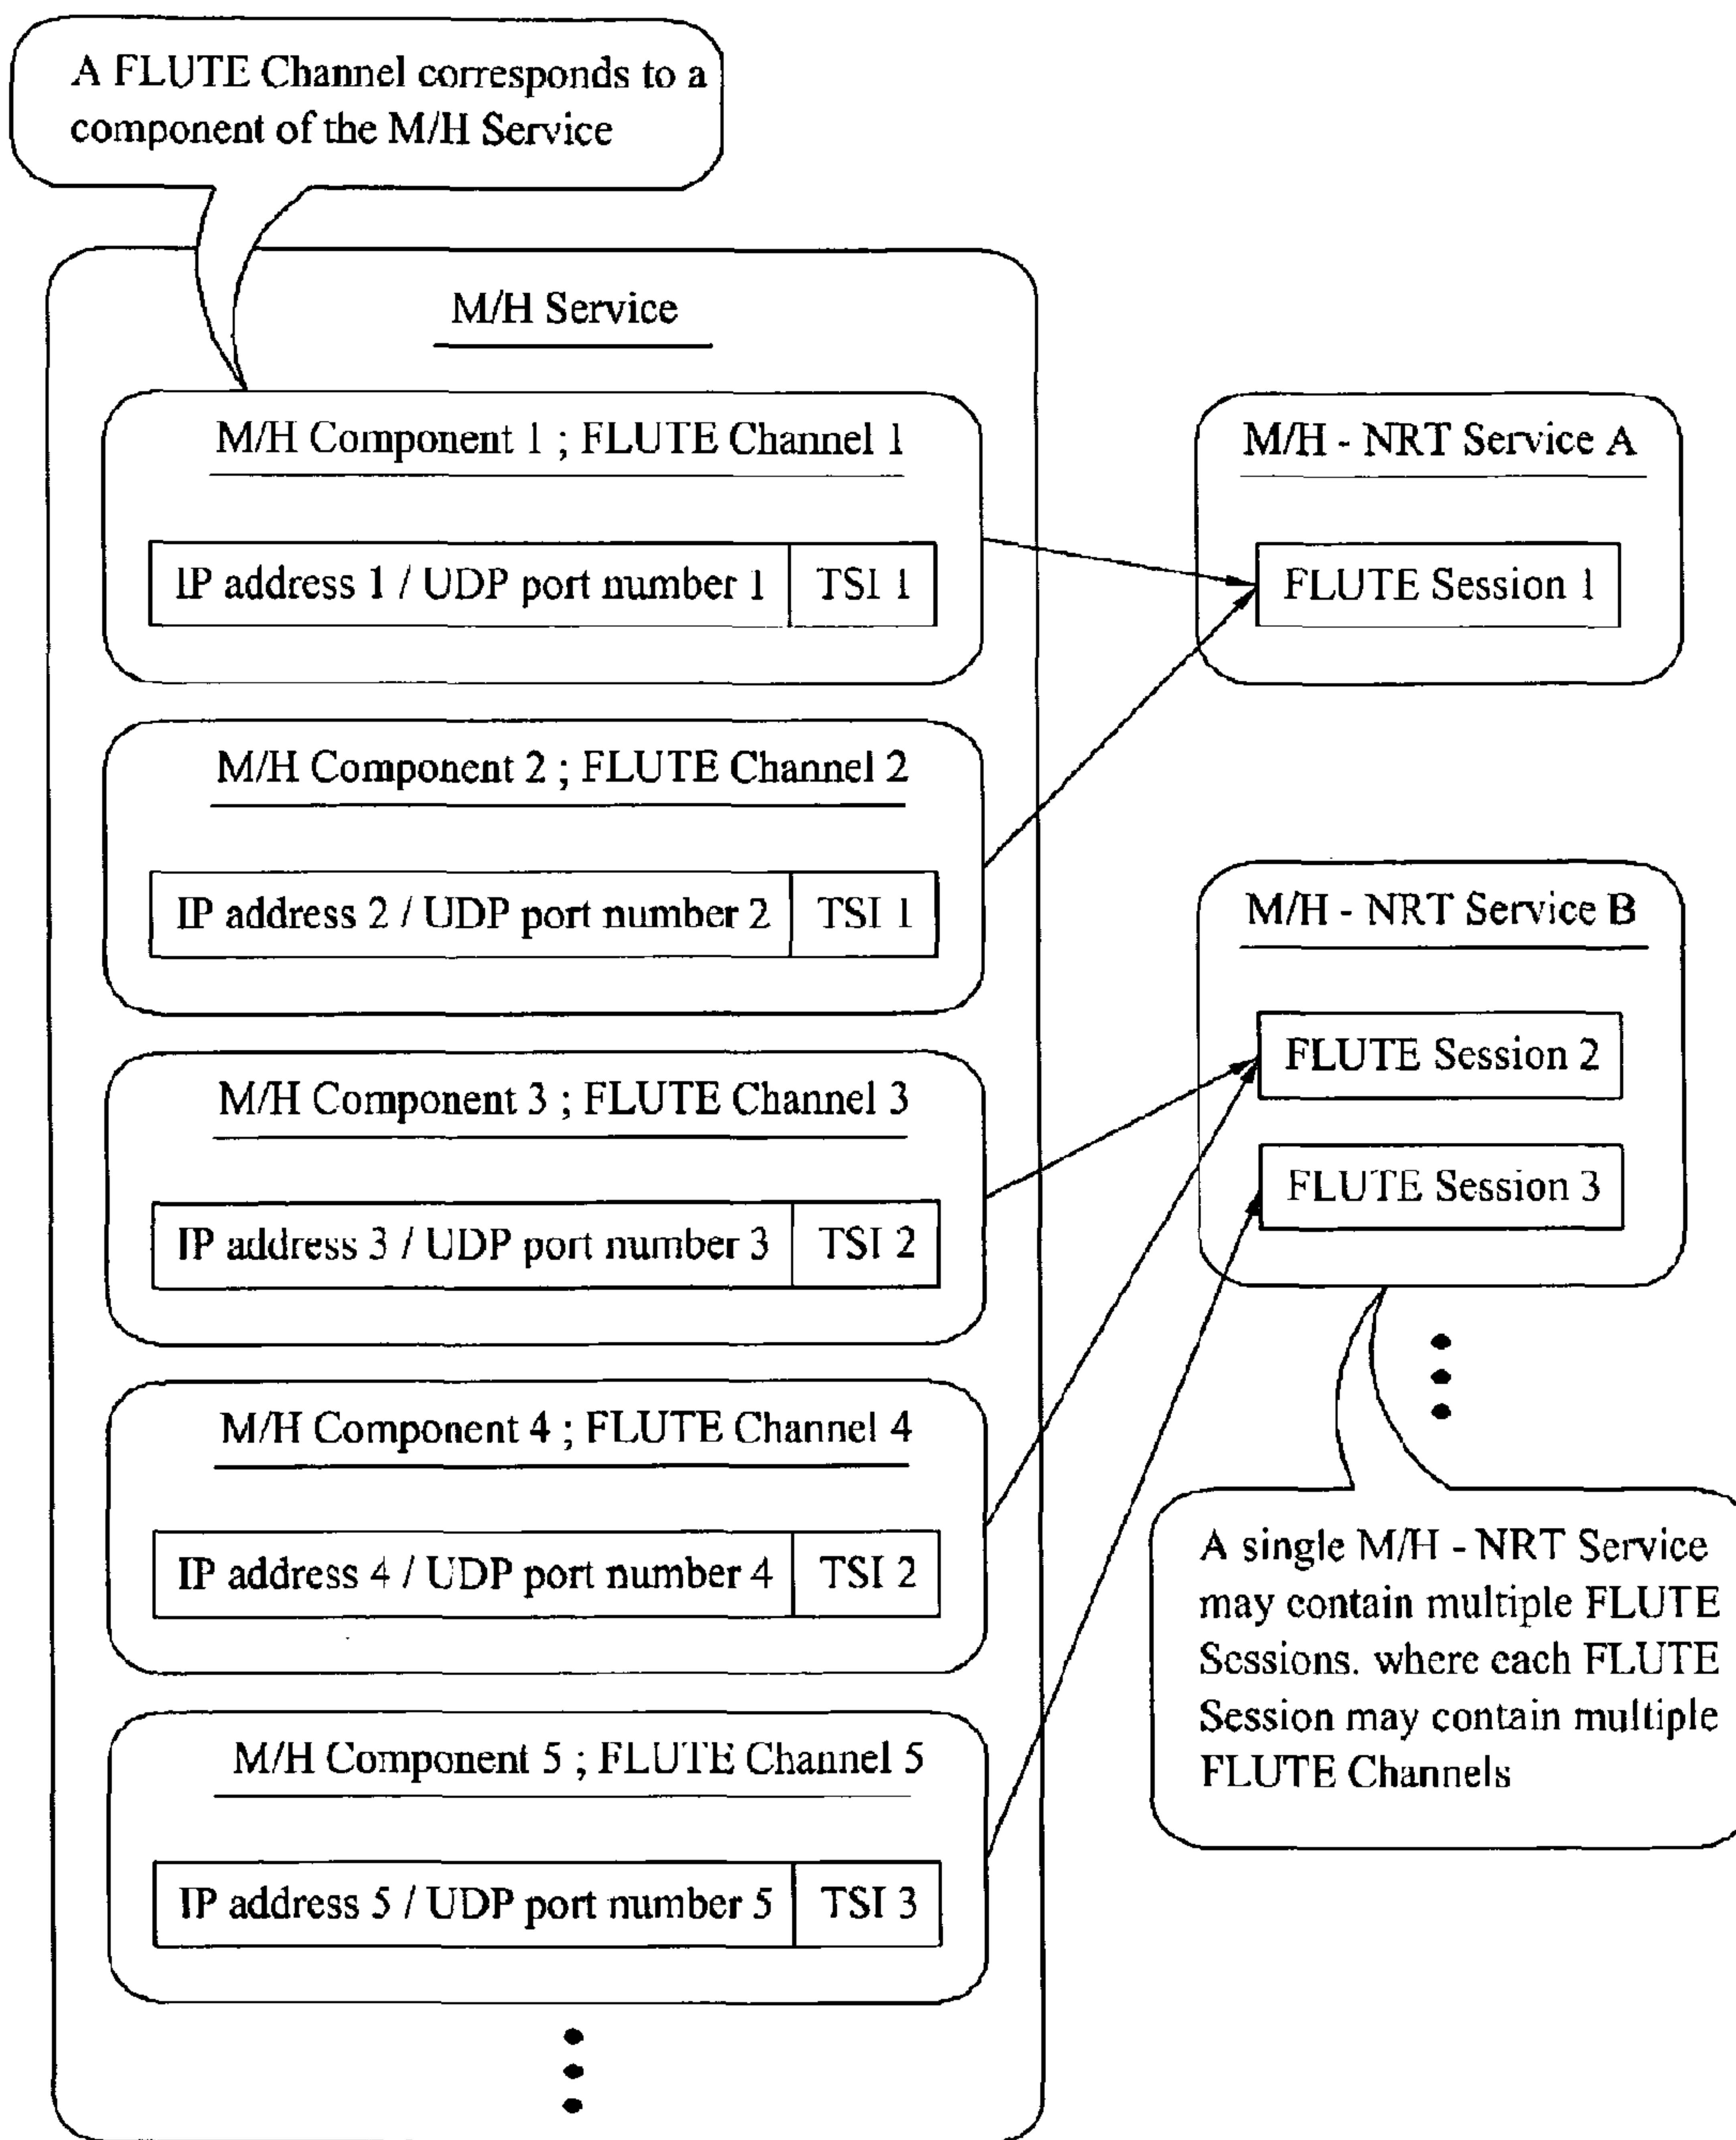 A FLUTE Channel corresponds to a
component of the M/H Service
M/H Service
M/H Component 1 ; FLUTE Channel 1
IP address 1 / UDP port number 1 TSI 1
M/H Component 2 ; FLUTE Channel 2
IP address 2 / UDP port number 2 TSI 1
M/H Component 3 ; FLUTE Channel 3
IP address 3 / UDP port number 3 TSI 2
M/H Component 4 ; FLUTE Channel 4
IP address 4 / UDP port number 4 TSI 2
M/H Component 5 ; FLUTE Channel 5
IP address 5 / UDP port number 5 TSI 3
M/H - NRT Service A
FLUTE Session 1
M/H - NRT Service B
FLUTE Session 2
FLUTE Session 3
A single M/H - NRT Service
may contain multiple FLUTE
Sessions. where each FLUTE
Session may contain multiple
FLUTE Channels